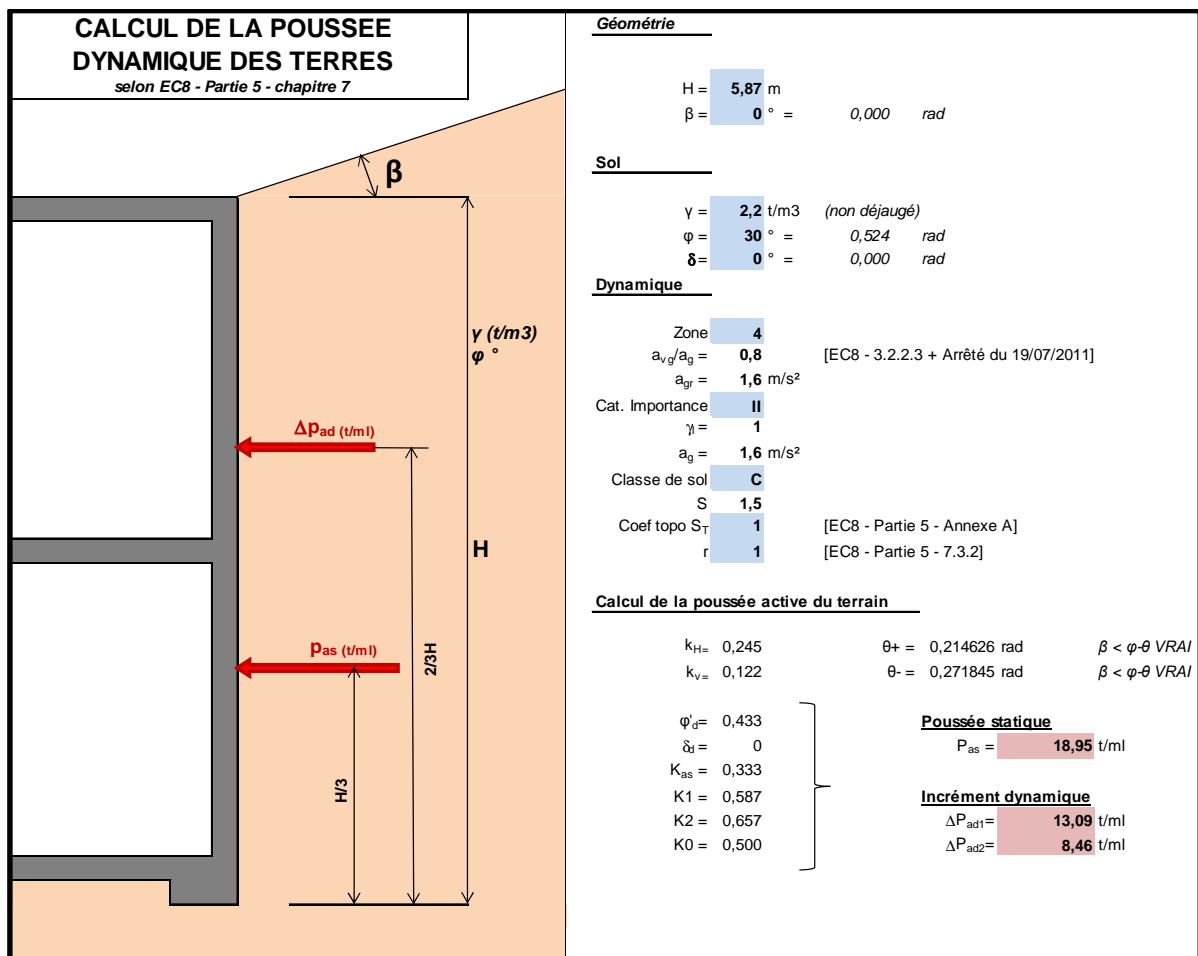 CALCUL DE LA POUSSEE
DYNAMIQUE DES TERRES
selon EC8 - Partie 5 - chapitre 7
β
γ (t/m3)
φ °
Δpad (t/ml)
H
pas (t/ml)
2/3H
H/3
Géométrie
H = 5,87 m
β = 0 ° = 0,000 rad
Sol
γ = 2,2 t/m3 (non déjaugé)
φ = 30 ° = 0,524 rad
δ = 0 ° = 0,000 rad
Dynamique
Zone 4
avg/ag = 0,8 [EC8 - 3.2.2.3 + Arrêté du 19/07/2011]
agr = 1,6 m/s²
Cat. Importance II
γI = 1
ag = 1,6 m/s²
Classe de sol C
S 1,5
Coef topo ST 1 [EC8 - Partie 5 - Annexe A]
r 1 [EC8 - Partie 5 - 7.3.2]
Calcul de la poussée active du terrain
kH= 0,245 θ+ = 0,214626 rad β < φ-θ VRAI
kv= 0,122 θ- = 0,271845 rad β < φ-θ VRAI
φ'd= 0,433
δd = 0
Kas = 0,333
K1 = 0,587
K2 = 0,657
K0 = 0,500
Poussée statique
Pas = 18,95 t/ml
Incrément dynamique
ΔPad1= 13,09 t/ml
ΔPad2= 8,46 t/ml